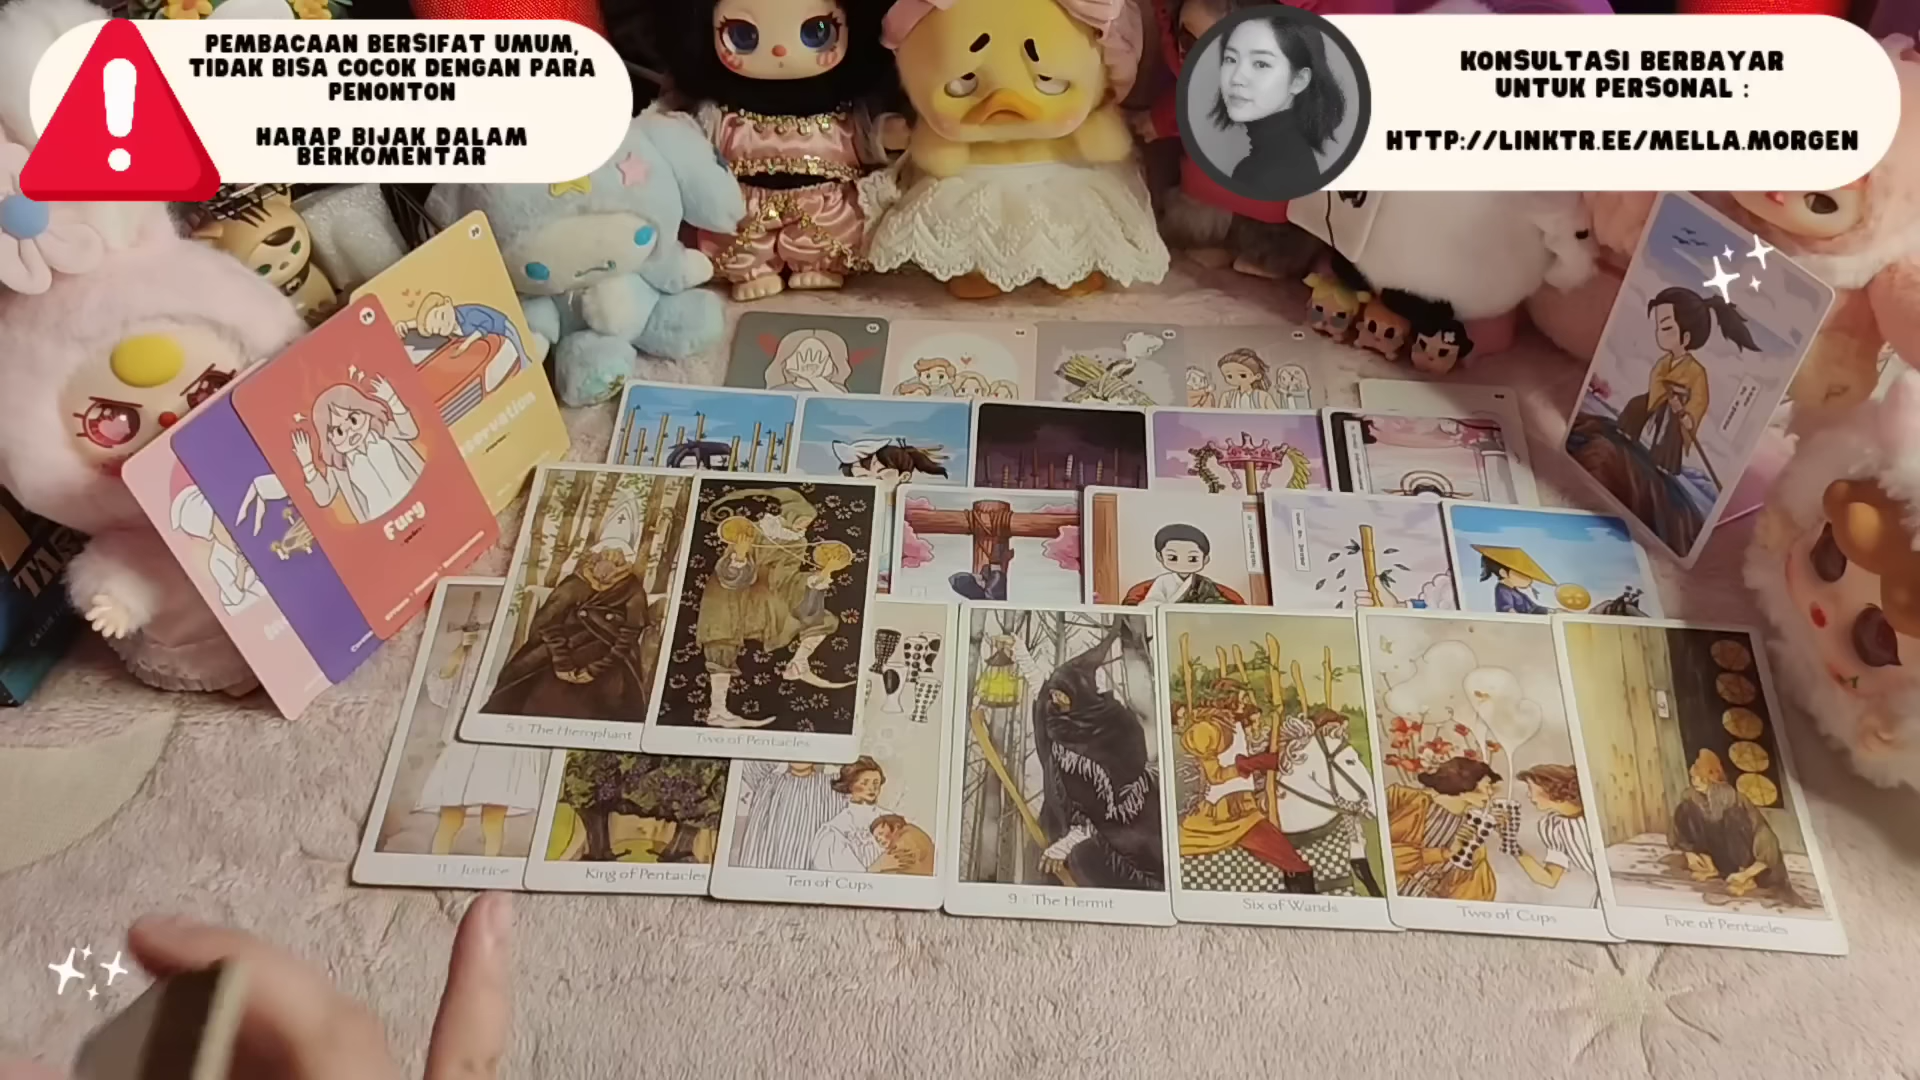 PEMBACAAN BERSIFAT UMUM,
TIDAK BISA COCOK DENGAN PARA
PENONTON
HARAP BIJAK DALAM
BERKOMENTAR
KONSULTASI BERBAYAR
UNTUK PERSONAL :
HTTP://LINKTR.EE/MELLA.MORGEN
Fury
5 : The Hierophant
Two of Pentacles
11 : Justice
King of Pentacles
Ten of Cups
9 : The Hermit
Six of Wands
Two of Cups
Five of Pentacles